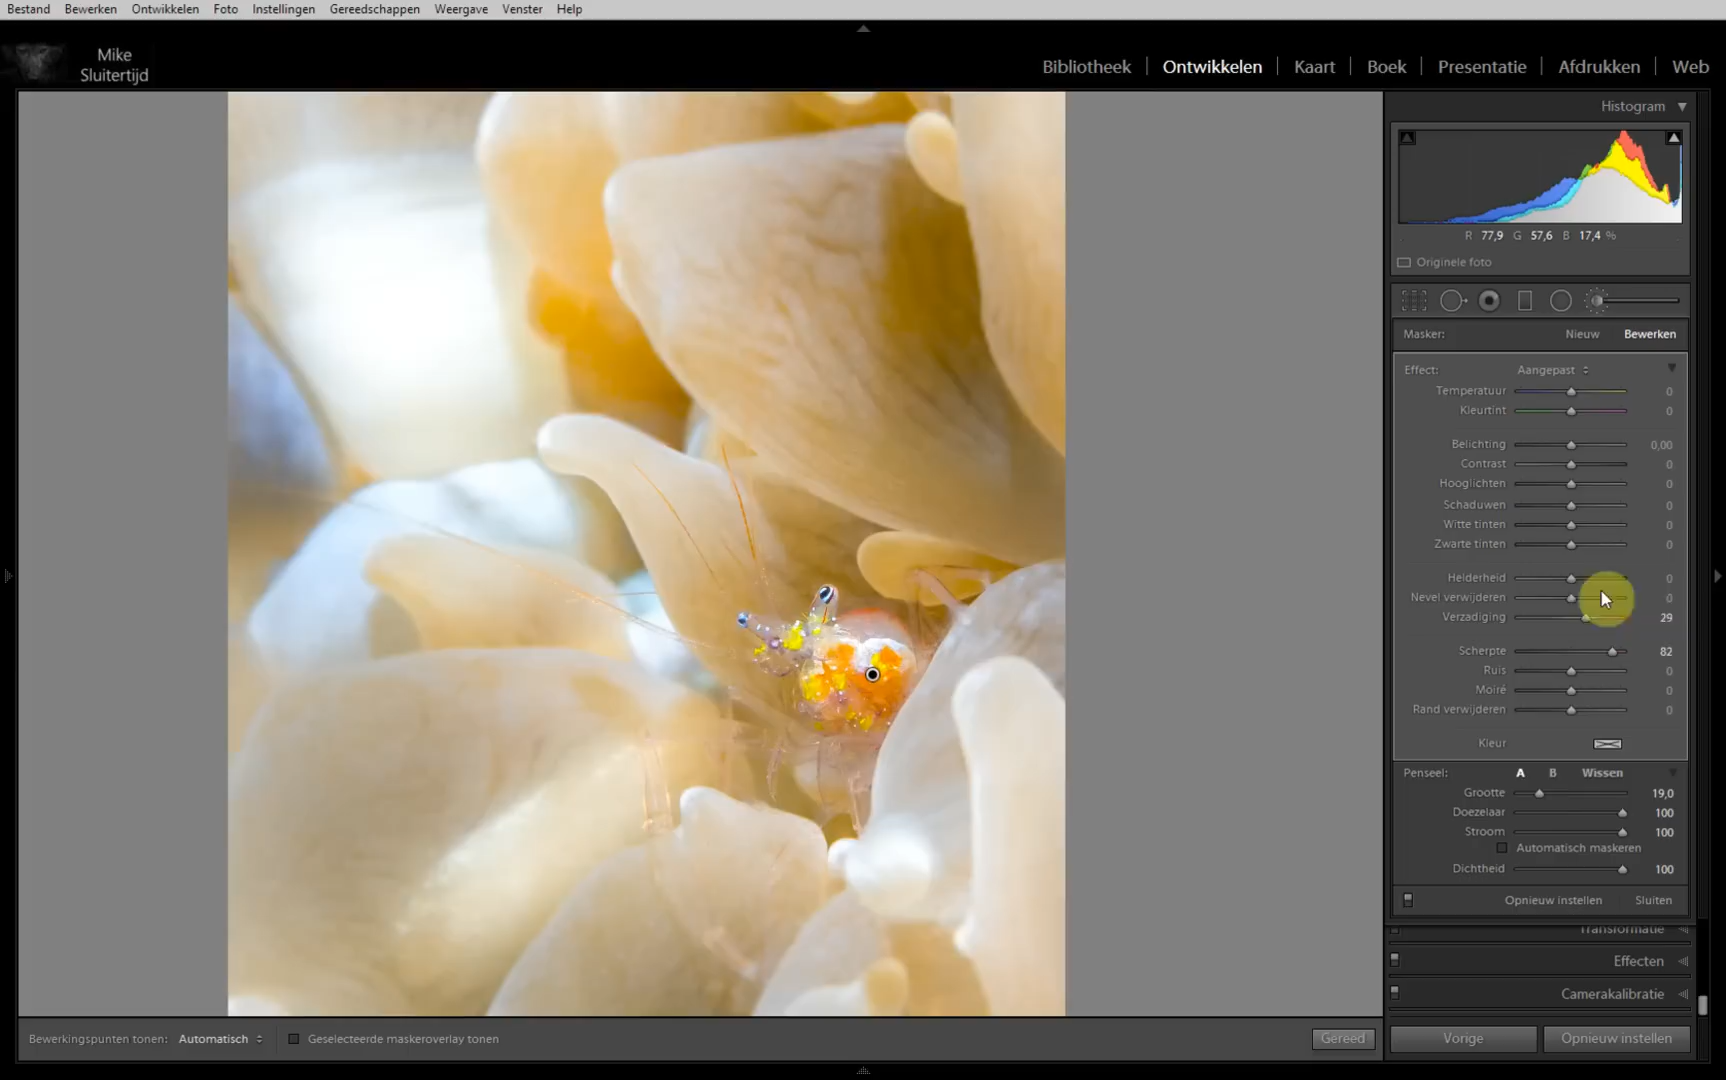 Bestand Bewerken Ontwikkelen Foto Instellingen Gereedschappen Weergave Venster Help
Mike
Sluitertijd
Bibliotheek Ontwikkelen Kaart Boek Presentatie Afdrukken Web
Histogram
R 77,9 G 57,6 B 17,4 %
Originele foto
Masker: Nieuw Bewerken
Effect: Aangepast
Temperatuur 0
Kleurtint 0
Belichting 0,00
Contrast 0
Hooglichten 0
Schaduwen 0
Witte tinten 0
Zwarte tinten 0
Helderheid 0
Nevel verwijderen 0
Verzadiging 29
Scherpte 82
Ruis 0
Moiré 0
Rand verwijderen 0
Kleur
Penseel: A B Wissen
Grootte 19,0
Doezelaar 100
Stroom 100
Automatisch maskeren
Dichtheid 100
Opnieuw instellen Sluiten
Transformatie
Effecten
Camerakalibratie
Bewerkingspunten tonen: Automatisch Geselecteerde maskeroverlay tonen Gereed Vorige Opnieuw instellen